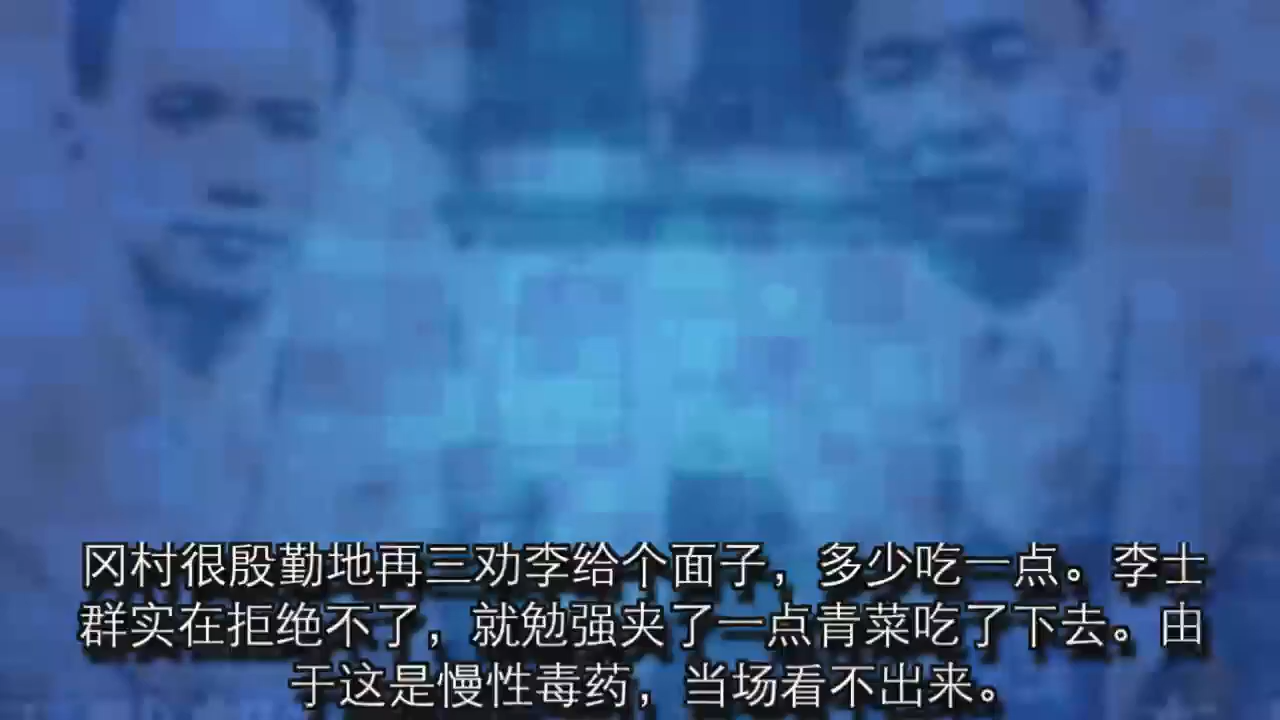 冈村很殷勤地再三劝李给个面子，多少吃一点。李士
群实在拒绝不了，就勉强夹了一点青菜吃了下去。由
于这是慢性毒药，当场看不出来。